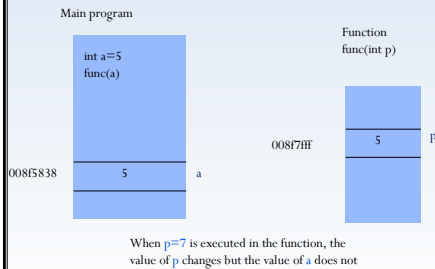 Main program
int a=5
func(a)
008f5838
5
a
Function
func(int p)
008f7fff
5
p
When p=7 is executed in the function, the
value of p changes but the value of a does not